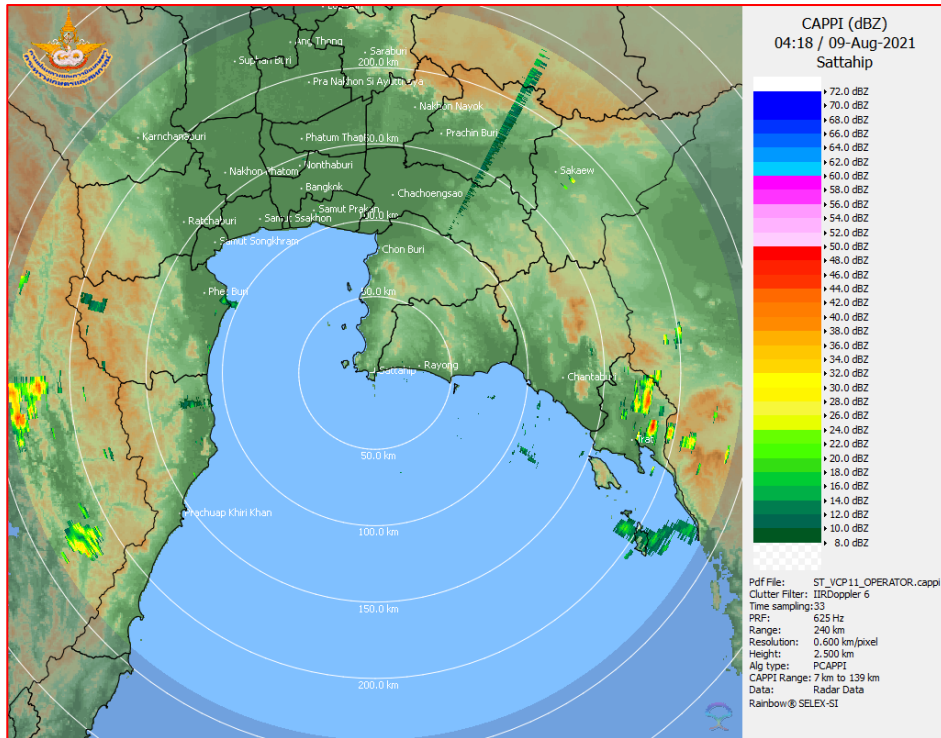 Ang Thong
Saraburi
Suphan Buri
200.0 km
Pra Nakhon Si Ayutthaya
Nakhon Nayok
Karnchanaburi
Phatum Thani
150.0 km
Prachin Buri
Nonthaburi
Nakhon Phatom
Sakaew
Bangkok
Chachoengsao
Samut Prakan
Ratchaburi
Samut Ssakhon
100.0 km
Samut Songkhram
Chon Buri
Phet Buri
50.0 km
Rayong
Sattahip
Chantaburi
Trat
50.0 km
Prachuap Khiri Khan
100.0 km
150.0 km
200.0 km
CAPPI (dBZ)
04:18 / 09-Aug-2021
Sattahip
72.0 dBZ
70.0 dBZ
68.0 dBZ
66.0 dBZ
64.0 dBZ
62.0 dBZ
60.0 dBZ
58.0 dBZ
56.0 dBZ
54.0 dBZ
52.0 dBZ
50.0 dBZ
48.0 dBZ
46.0 dBZ
44.0 dBZ
42.0 dBZ
40.0 dBZ
38.0 dBZ
36.0 dBZ
34.0 dBZ
32.0 dBZ
30.0 dBZ
28.0 dBZ
26.0 dBZ
24.0 dBZ
22.0 dBZ
20.0 dBZ
18.0 dBZ
16.0 dBZ
14.0 dBZ
12.0 dBZ
10.0 dBZ
8.0 dBZ
Pdf File: ST_VCP11_OPERATOR.cappi
Clutter Filter: IIRDoppler 6
Time sampling:33
PRF: 625 Hz
Range: 240 km
Resolution: 0.600 km/pixel
Height: 2.500 km
Alg type: PCAPPI
CAPPI Range: 7 km to 139 km
Data: Radar Data
Rainbow® SELEX-SI